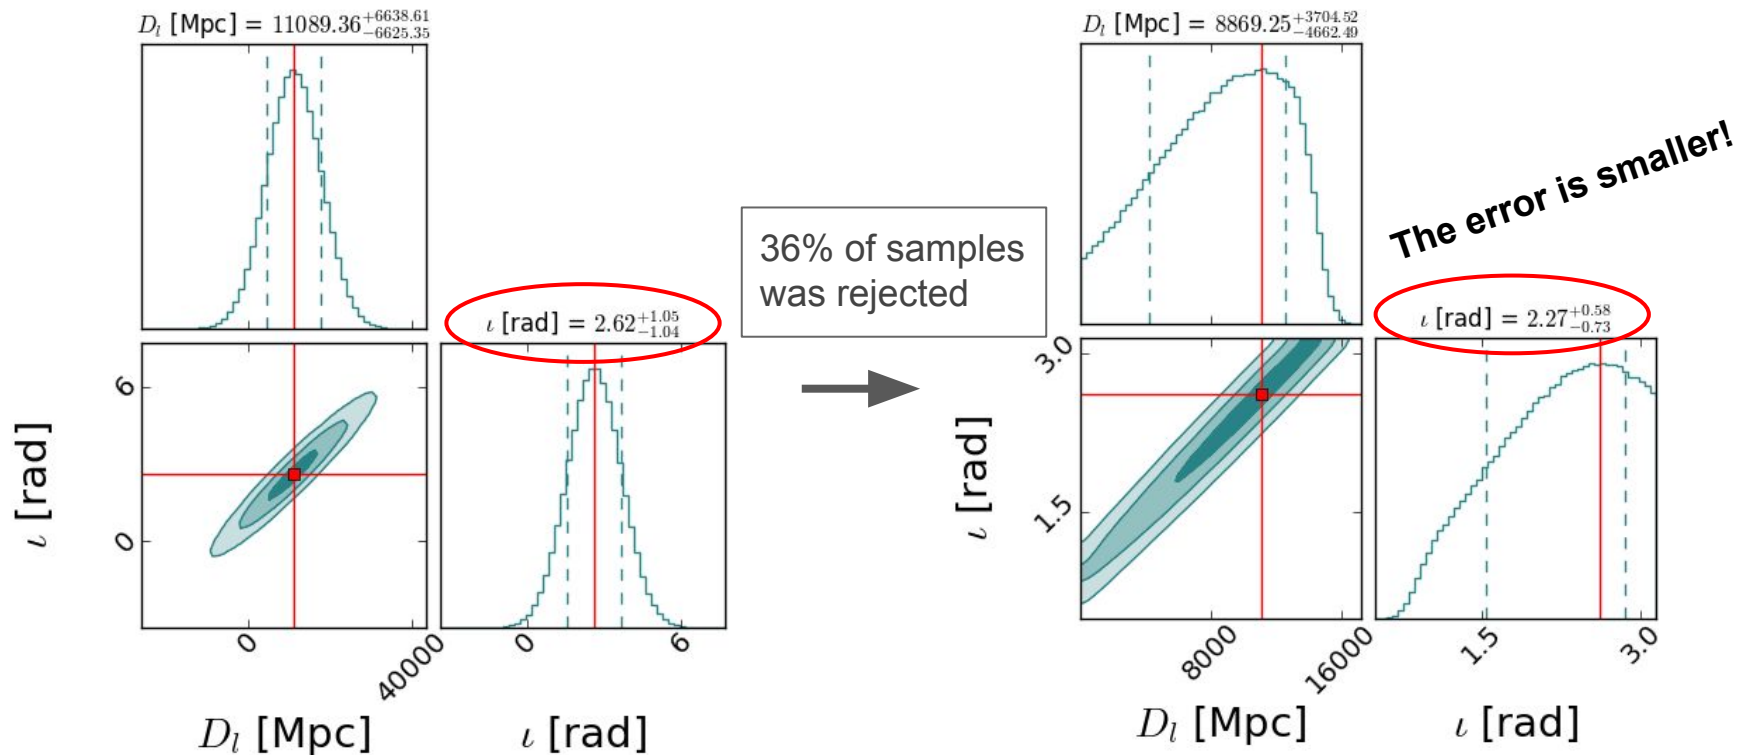 D_l [Mpc] = 11089.36^{+6638.61}_{-6625.35}
ι [rad] = 2.62^{+1.05}_{-1.04}
6
0
ι [rad]
0
40000
0
6
D_l [Mpc]
ι [rad]
36% of samples
was rejected
D_l [Mpc] = 8869.25^{+3704.52}_{-4662.49}
The error is smaller!
ι [rad] = 2.27^{+0.58}_{-0.73}
3.0
1.5
ι [rad]
8000
16000
1.5
3.0
D_l [Mpc]
ι [rad]